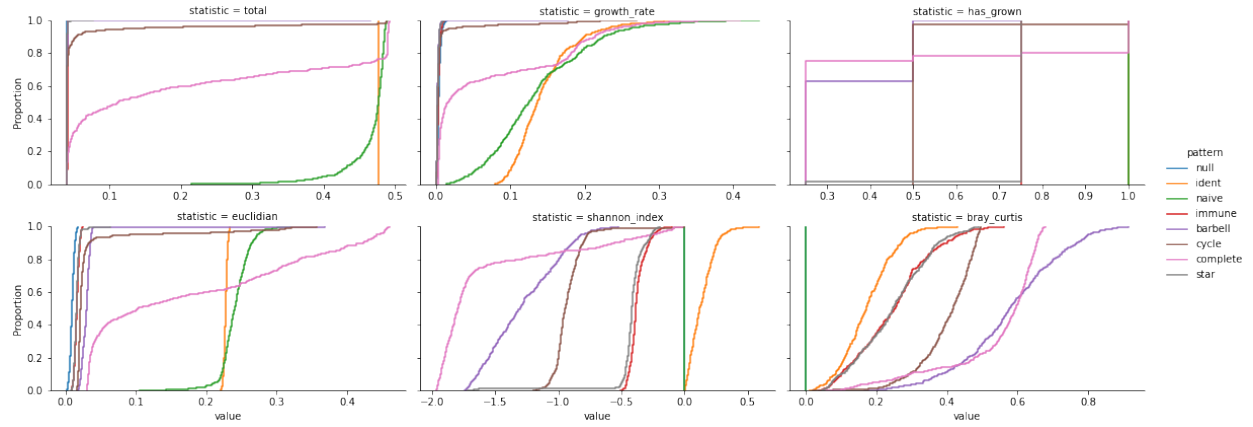 statistic = total
statistic = growth_rate
statistic = has_grown
Proportion
1.0
0.8
0.6
0.4
0.2
0.0
0.1 0.2 0.3 0.4 0.5
0.0 0.1 0.2 0.3 0.4
0.3 0.4 0.5 0.6 0.7 0.8 0.9 1.0
statistic = euclidian
statistic = shannon_index
statistic = bray_curtis
Proportion
1.0
0.8
0.6
0.4
0.2
0.0
0.0 0.1 0.2 0.3 0.4
−2.0 −1.5 −1.0 −0.5 0.0 0.5
0.0 0.2 0.4 0.6 0.8
value
value
value
pattern
null
ident
naive
immune
barbell
cycle
complete
star